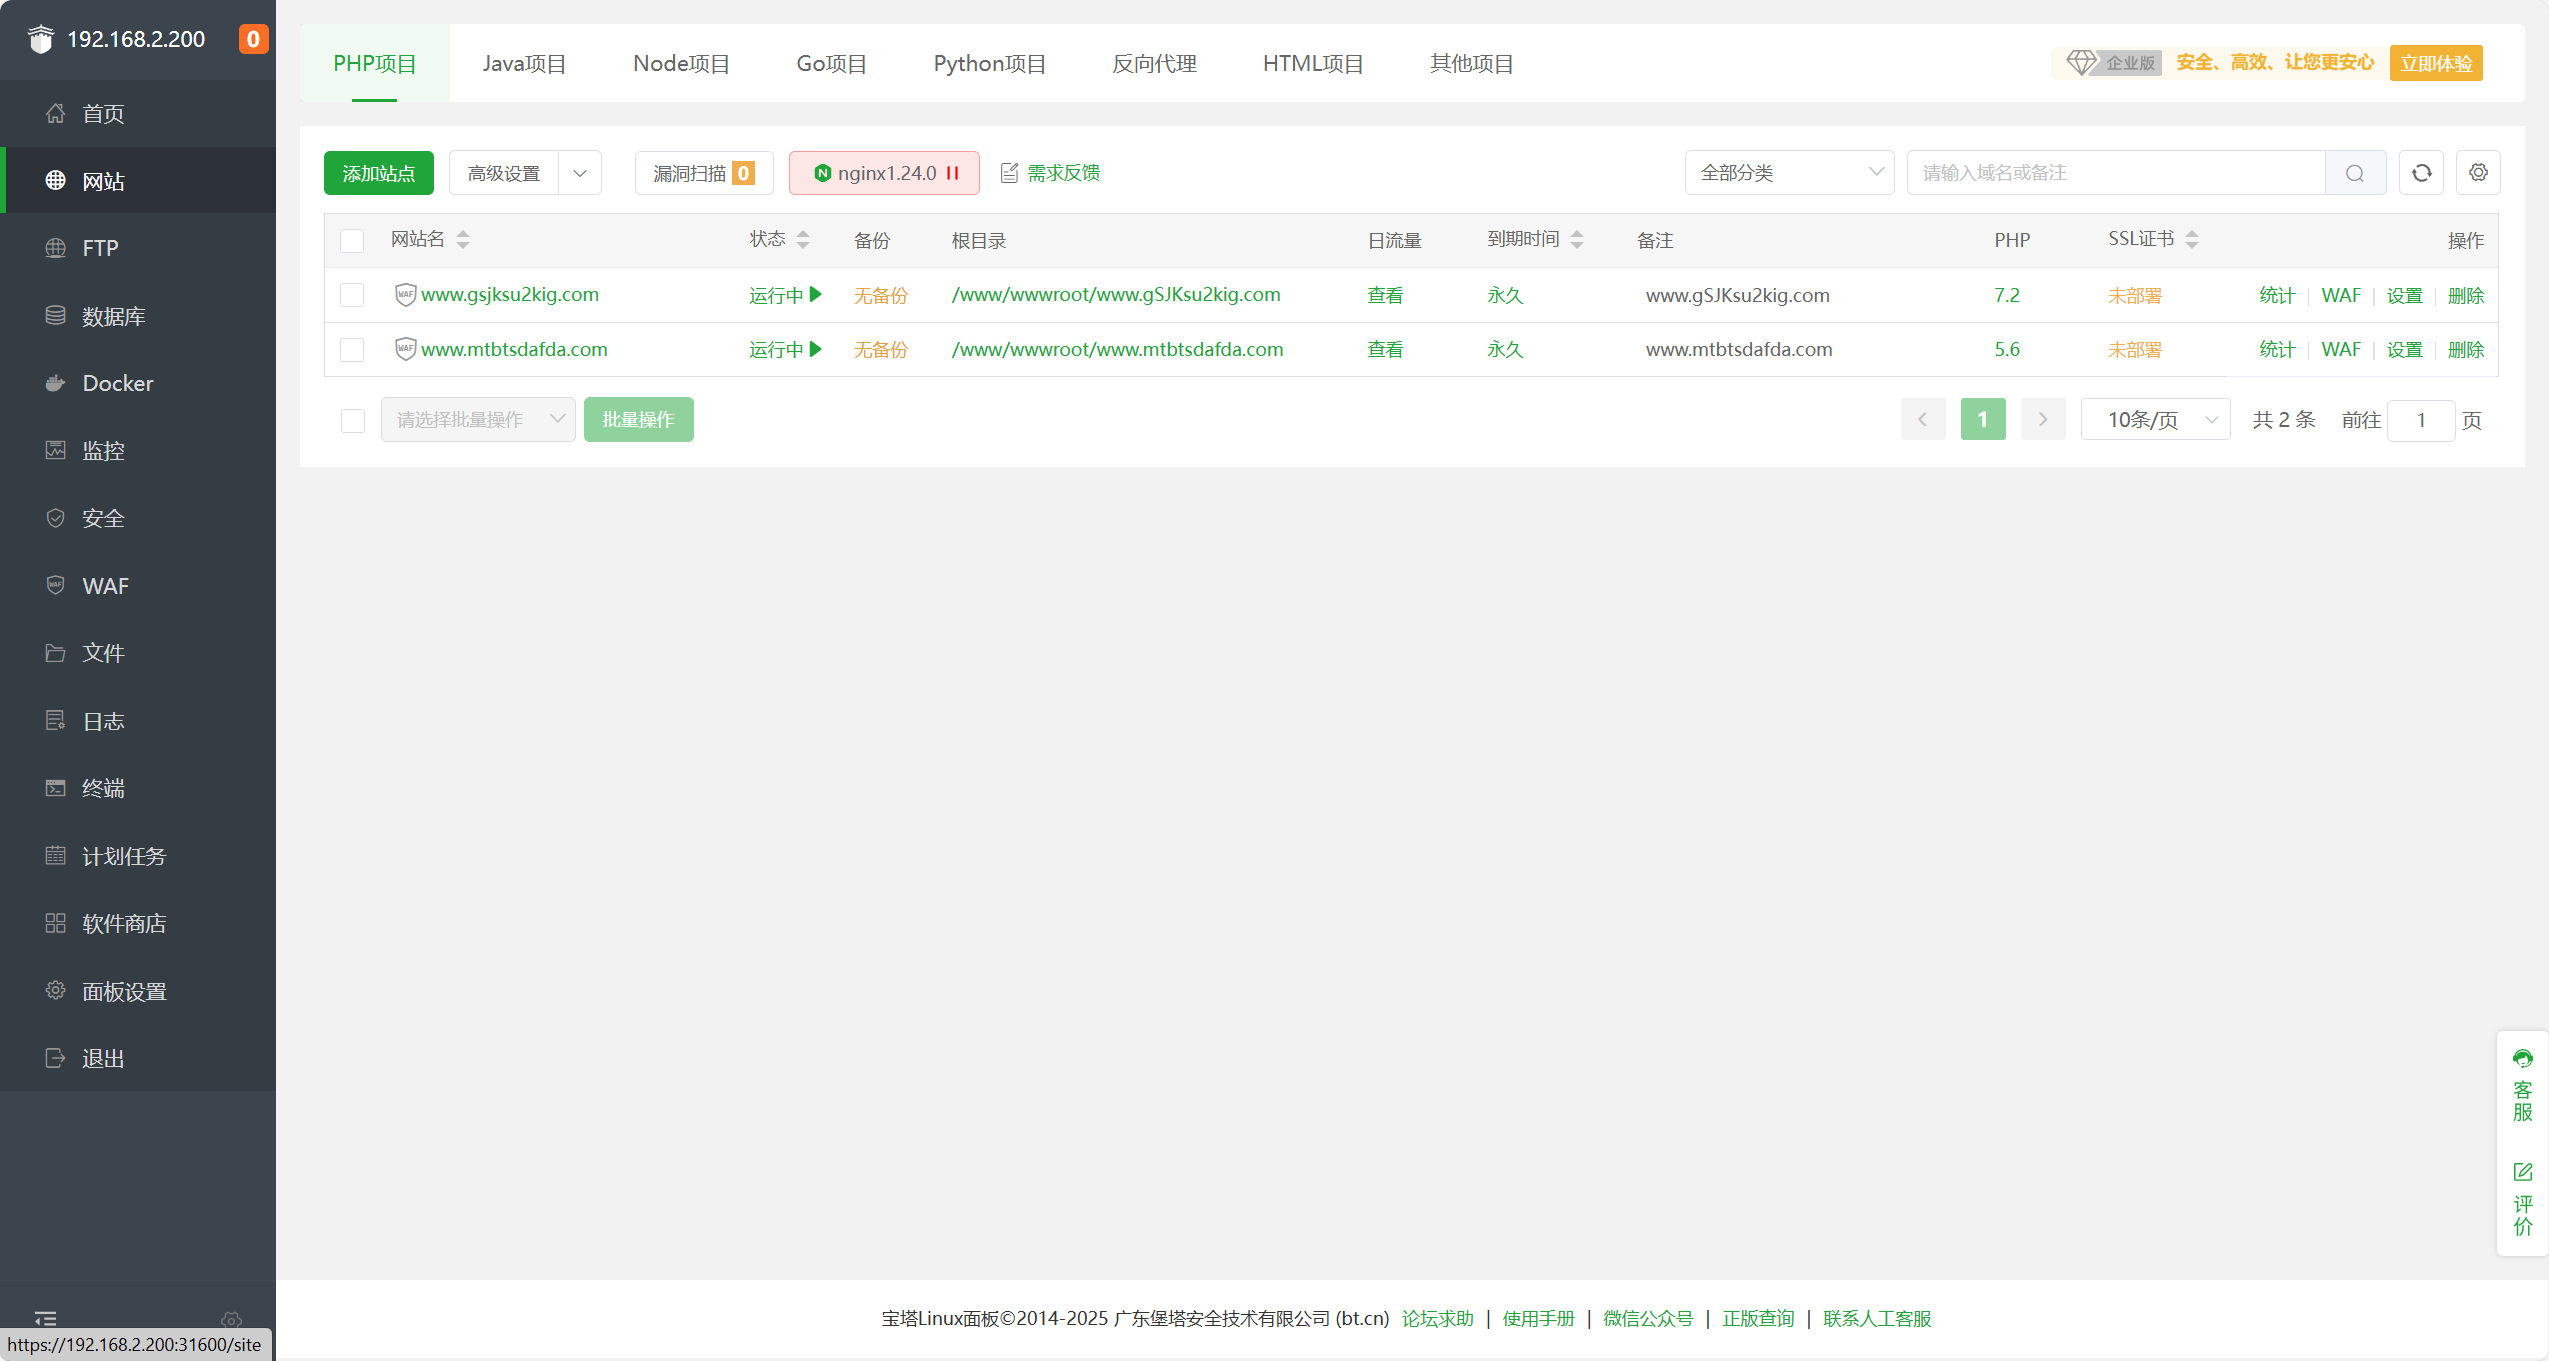 192.168.2.200 0
首页
网站
FTP
数据库
Docker
监控
安全
WAF
文件
日志
终端
计划任务
软件商店
面板设置
退出
https://192.168.2.200:31600/site
PHP项目 Java项目 Node项目 Go项目 Python项目 反向代理 HTML项目 其他项目 企业版 安全、高效、让您更安心 立即体验
添加站点 高级设置 漏洞扫描 0 nginx1.24.0 需求反馈 全部分类 请输入域名或备注
网站名 状态 备份 根目录 日流量 到期时间 备注 PHP SSL证书 操作
WAF www.gsjksu2kig.com 运行中 无备份 /www/wwwroot/www.gSJKsu2kig.com 查看 永久 www.gSJKsu2kig.com 7.2 未部署 统计 | WAF | 设置 | 删除
WAF www.mtbtsdafda.com 运行中 无备份 /www/wwwroot/www.mtbtsdafda.com 查看 永久 www.mtbtsdafda.com 5.6 未部署 统计 | WAF | 设置 | 删除
请选择批量操作 批量操作 1 10条/页 共 2 条 前往 1 页
客服
评价
宝塔Linux面板©2014-2025 广东堡塔安全技术有限公司 (bt.cn) 论坛求助 | 使用手册 | 微信公众号 | 正版查询 | 联系人工客服